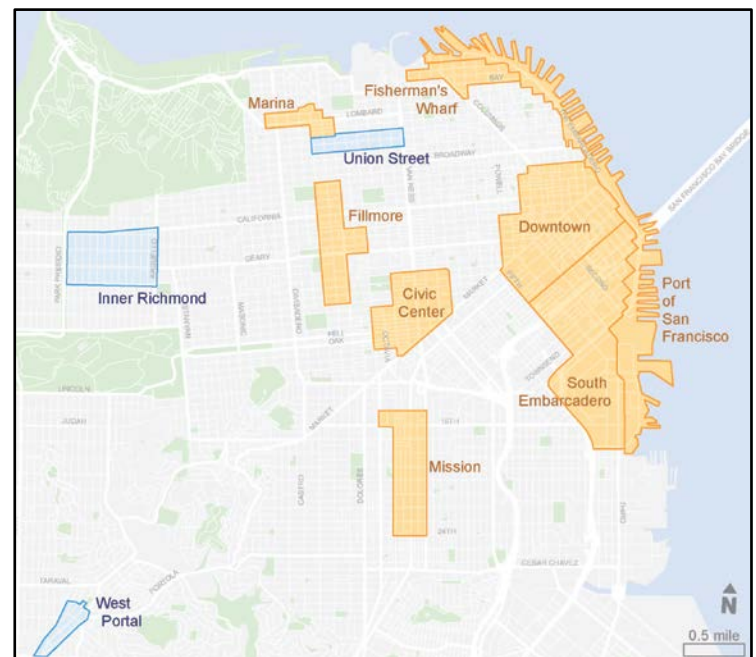 Fisherman's
Wharf
BAY
COLUMBUS
Marina
LOMBARD
Union Street
BROADWAY
VAN NESS
POWELL
SAN FRANCISCO BAY BRIDGE
Fillmore
CALIFORNIA
Downtown
GEARY
PARK PRESIDIO
Inner Richmond
STANYAN
MASONIC
DIVISADERO
Civic
Center
MARKET
FIFTH
Port
of
San
Francisco
FELL
OAK
OCTAVIA
TOWNSEND
South
Embarcadero
LINCOLN
JUDAH
MARKET
16TH
Mission
CASTRO
DOLORES
24TH
THIRD
CESAR CHAVEZ
TARAVAL
PORTOLA
West
Portal
N
0.5 mile